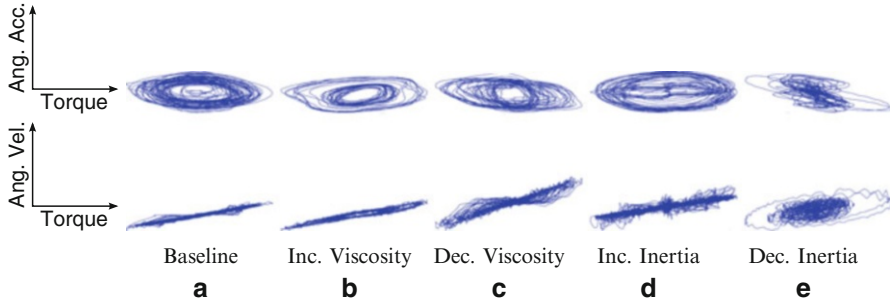 Ang. Acc.
Torque
Ang. Vel.
Torque
Baseline Inc. Viscosity Dec. Viscosity Inc. Inertia Dec. Inertia
a b c d e